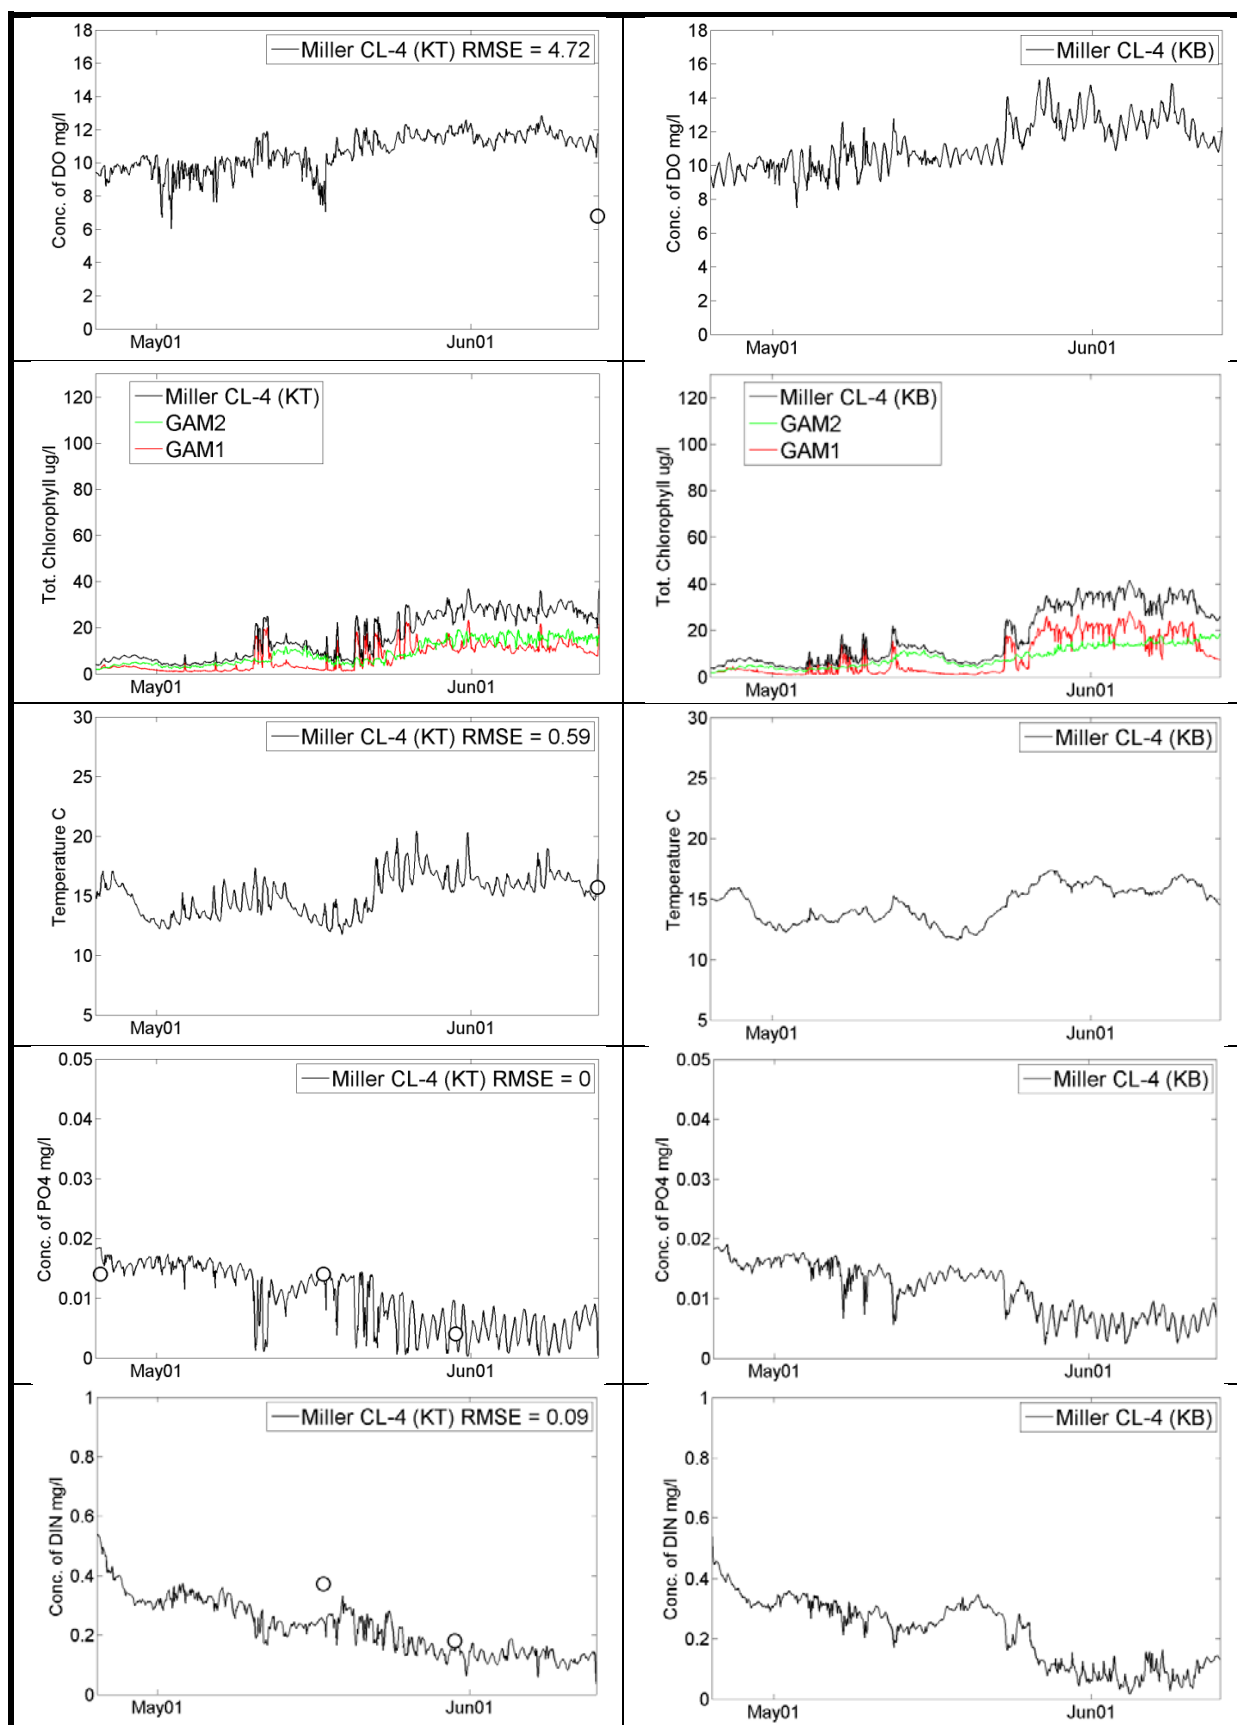 18
16
14
12
10
8
6
4
2
0
Conc. of DO mg/l
Miller CL-4 (KT) RMSE = 4.72
May01
Jun01
18
16
14
12
10
8
6
4
2
0
Conc. of DO mg/l
Miller CL-4 (KB)
May01
Jun01
120
100
80
60
40
20
0
Tot. Chlorophyll ug/l
Miller CL-4 (KT)
GAM2
GAM1
May01
Jun01
120
100
80
60
40
20
0
Tot. Chlorophyll ug/l
Miller CL-4 (KB)
GAM2
GAM1
May01
Jun01
30
25
20
15
10
5
Temperature C
Miller CL-4 (KT) RMSE = 0.59
May01
Jun01
30
25
20
15
10
5
Temperature C
Miller CL-4 (KB)
May01
Jun01
0.05
0.04
0.03
0.02
0.01
0
Conc. of PO4 mg/l
Miller CL-4 (KT) RMSE = 0
May01
Jun01
0.05
0.04
0.03
0.02
0.01
0
Conc. of PO4 mg/l
Miller CL-4 (KB)
May01
Jun01
1
0.8
0.6
0.4
0.2
0
Conc. of DIN mg/l
Miller CL-4 (KT) RMSE = 0.09
May01
Jun01
1
0.8
0.6
0.4
0.2
0
Conc. of DIN mg/l
Miller CL-4 (KB)
May01
Jun01